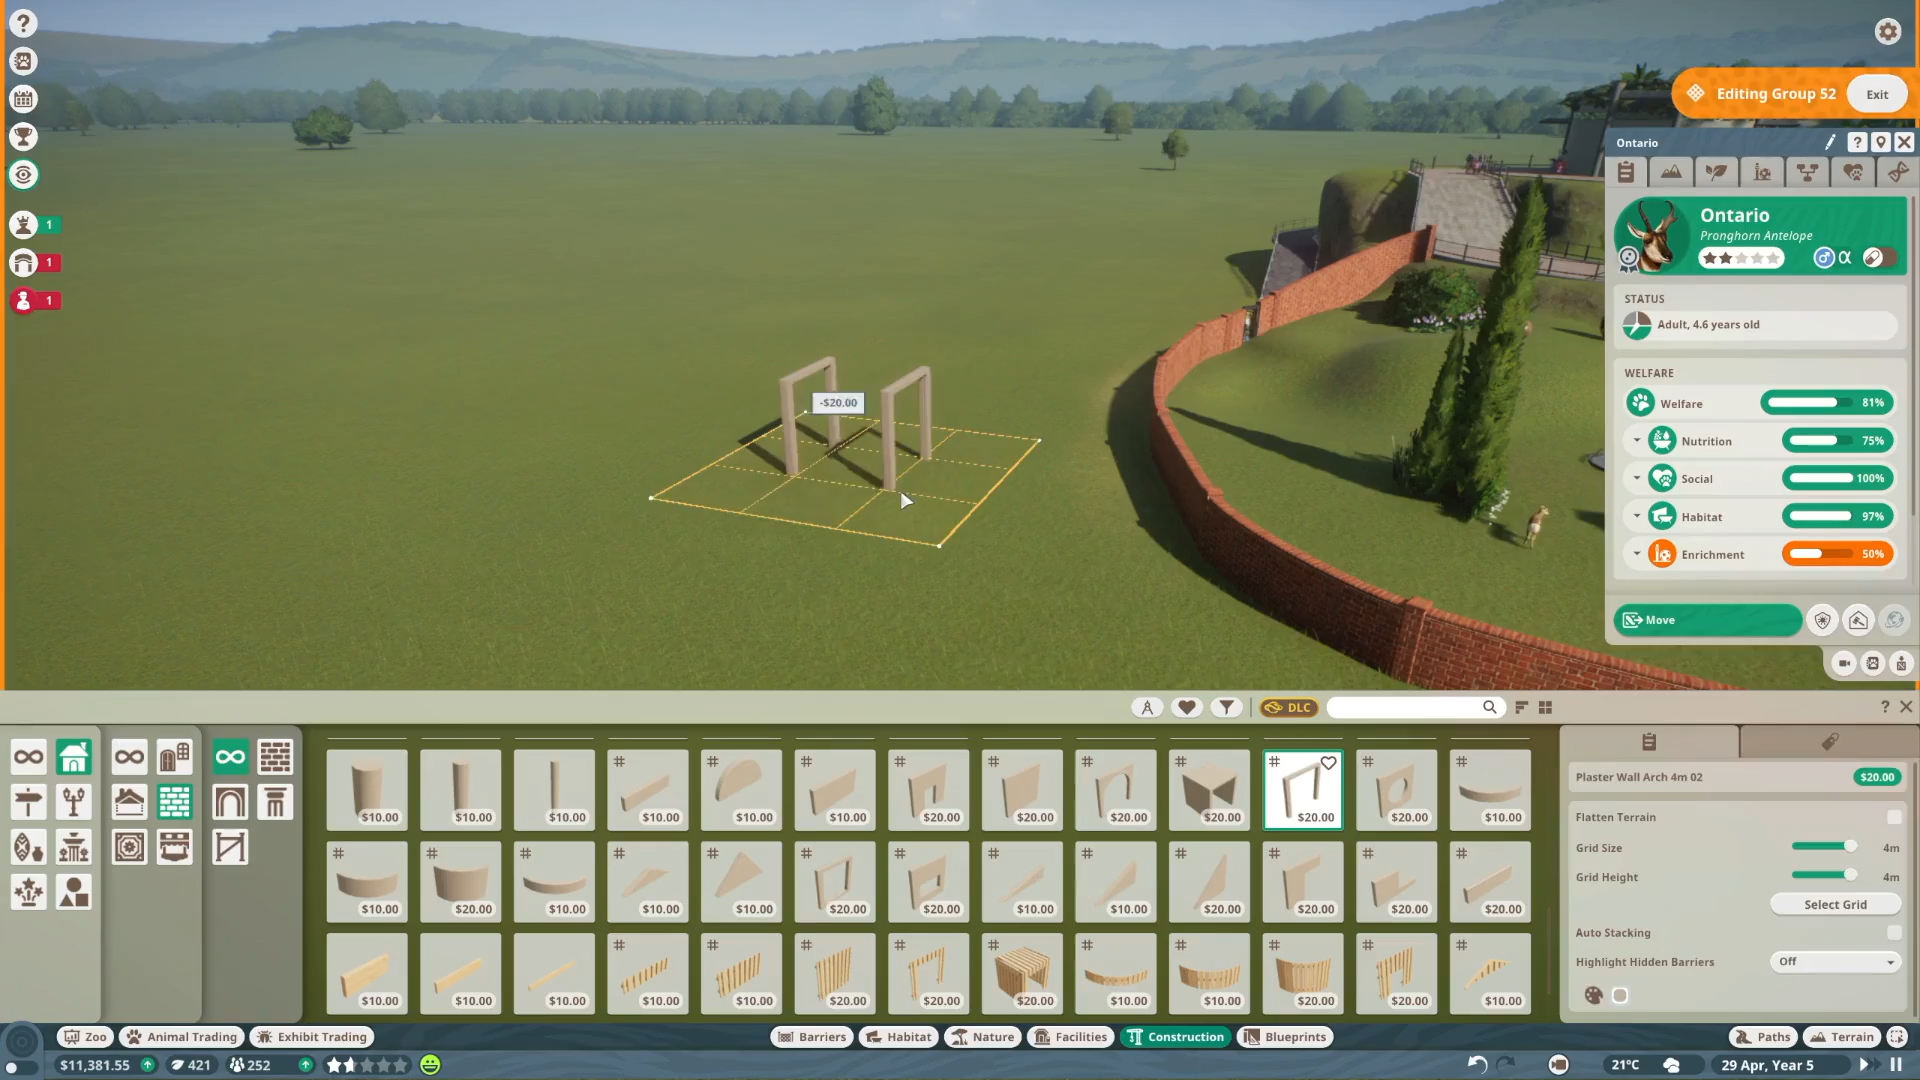 ?
Editing Group 52
Exit
Ontario
?
1
1
1
Ontario
Pronghorn Antelope
α
STATUS
Adult, 4.6 years old
WELFARE
Welfare
81%
Nutrition
75%
Social
100%
Habitat
97%
Enrichment
50%
Move
-$20.00
DLC
?
$10.00 $10.00 $10.00 $10.00 $10.00 $10.00 $20.00 $20.00 $20.00 $20.00 $20.00 $20.00 $10.00
$10.00 $20.00 $10.00 $10.00 $10.00 $20.00 $20.00 $10.00 $10.00 $20.00 $20.00 $20.00 $20.00
$10.00 $10.00 $10.00 $10.00 $10.00 $20.00 $20.00 $20.00 $10.00 $10.00 $20.00 $20.00 $10.00
Plaster Wall Arch 4m 02
$20.00
Flatten Terrain
Grid Size
4m
Grid Height
4m
Select Grid
Auto Stacking
Highlight Hidden Barriers
Off
Zoo
Animal Trading
Exhibit Trading
Barriers
Habitat
Nature
Facilities
Construction
Blueprints
Paths
Terrain
$11,381.55
421
252
21°C
29 Apr, Year 5